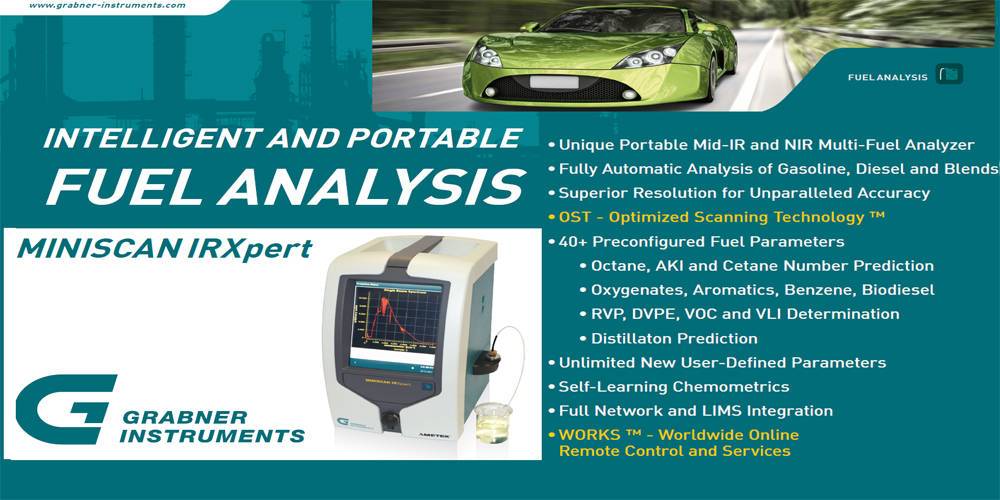 www.grabner-instruments.com
FUEL ANALYSIS
INTELLIGENT AND PORTABLE
FUEL ANALYSIS
MINISCAN IRXpert
MINISCAN IRXpert
AMETEK
GRABNER
INSTRUMENTS
• Unique Portable Mid-IR and NIR Multi-Fuel Analyzer
• Fully Automatic Analysis of Gasoline, Diesel and Blends
• Superior Resolution for Unparalleled Accuracy
• OST - Optimized Scanning Technology ™
• 40+ Preconfigured Fuel Parameters
• Octane, AKI and Cetane Number Prediction
• Oxygenates, Aromatics, Benzene, Biodiesel
• RVP, DVPE, VOC and VLI Determination
• Distillaton Prediction
• Unlimited New User-Defined Parameters
• Self-Learning Chemometrics
• Full Network and LIMS Integration
• WORKS ™ - Worldwide Online
Remote Control and Services